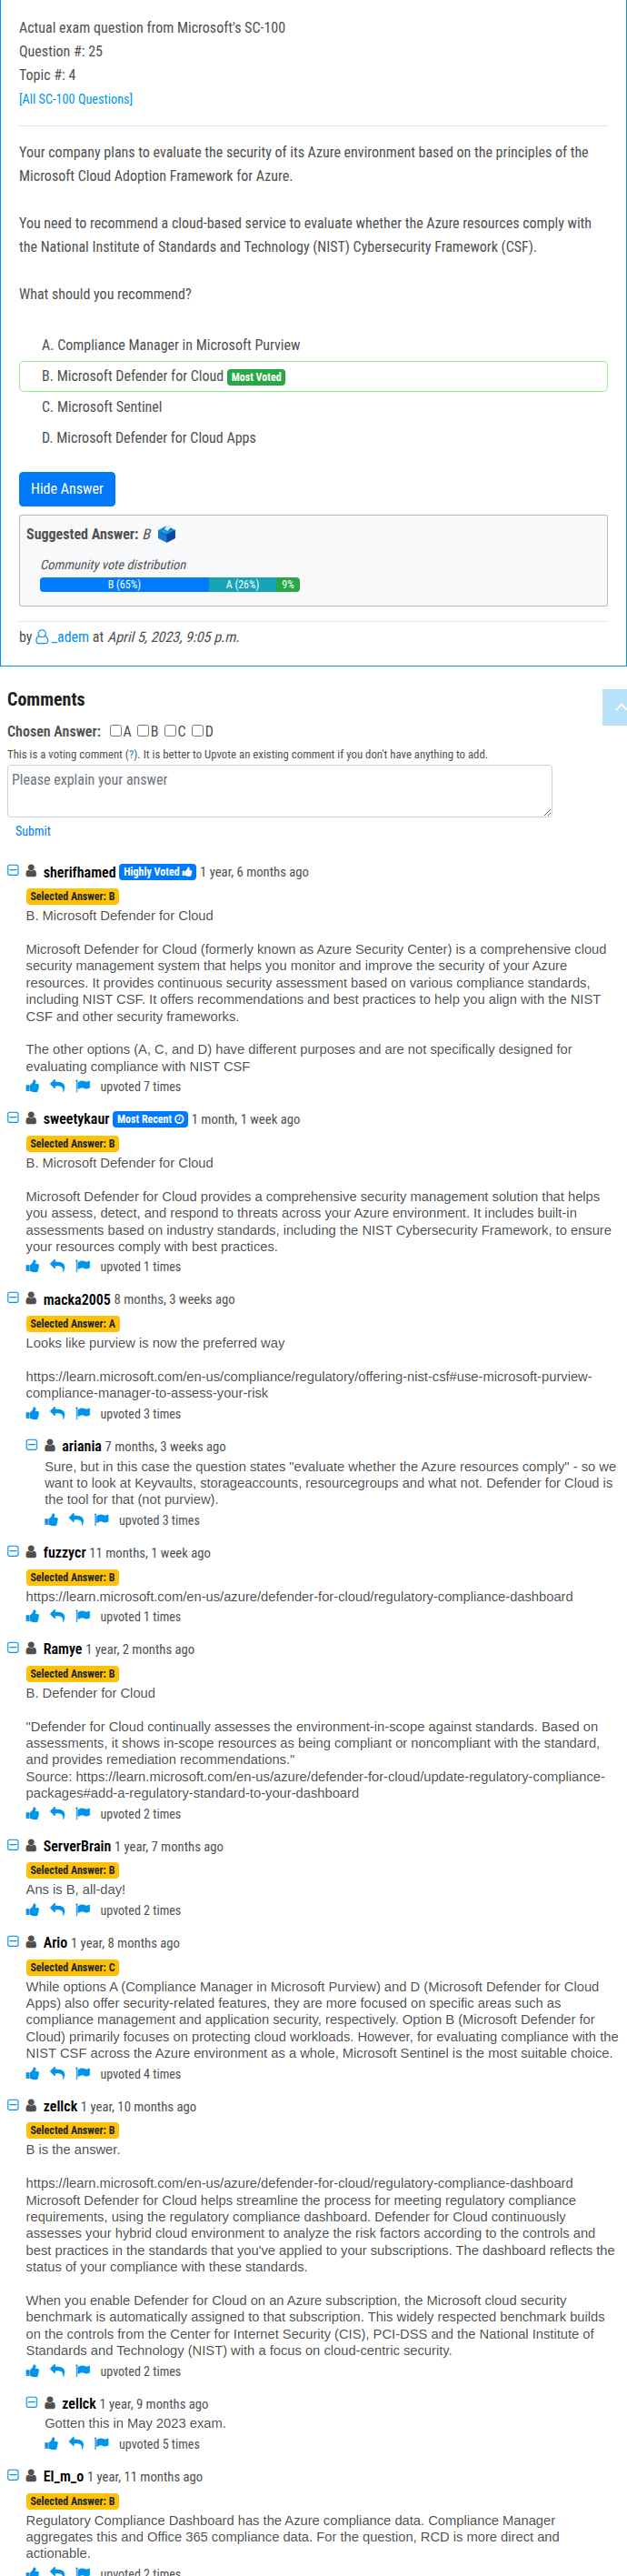 Actual exam question from Microsoft's SC-100
Question #: 25
Topic #: 4
[All SC-100 Questions]
Your company plans to evaluate the security of its Azure environment based on the principles of the
Microsoft Cloud Adoption Framework for Azure.
You need to recommend a cloud-based service to evaluate whether the Azure resources comply with
the National Institute of Standards and Technology (NIST) Cybersecurity Framework (CSF).
What should you recommend?
A. Compliance Manager in Microsoft Purview
B. Microsoft Defender for Cloud Most Voted
C. Microsoft Sentinel
D. Microsoft Defender for Cloud Apps
Hide Answer
Suggested Answer: B
Community vote distribution
B (65%) A (26%) 9%
by _adem at April 5, 2023, 9:05 p.m.
Comments
Chosen Answer: A B C D
This is a voting comment (?). It is better to Upvote an existing comment if you don't have anything to add.
Please explain your answer
Submit
sherifhamed Highly Voted 1 year, 6 months ago
Selected Answer: B
B. Microsoft Defender for Cloud
Microsoft Defender for Cloud (formerly known as Azure Security Center) is a comprehensive cloud
security management system that helps you monitor and improve the security of your Azure
resources. It provides continuous security assessment based on various compliance standards,
including NIST CSF. It offers recommendations and best practices to help you align with the NIST
CSF and other security frameworks.
The other options (A, C, and D) have different purposes and are not specifically designed for
evaluating compliance with NIST CSF
upvoted 7 times
sweetykaur Most Recent 1 month, 1 week ago
Selected Answer: B
B. Microsoft Defender for Cloud
Microsoft Defender for Cloud provides a comprehensive security management solution that helps
you assess, detect, and respond to threats across your Azure environment. It includes built-in
assessments based on industry standards, including the NIST Cybersecurity Framework, to ensure
your resources comply with best practices.
upvoted 1 times
macka2005 8 months, 3 weeks ago
Selected Answer: A
Looks like purview is now the preferred way
https://learn.microsoft.com/en-us/compliance/regulatory/offering-nist-csf#use-microsoft-purview-
compliance-manager-to-assess-your-risk
upvoted 3 times
ariania 7 months, 3 weeks ago
Sure, but in this case the question states "evaluate whether the Azure resources comply" - so we
want to look at Keyvaults, storageaccounts, resourcegroups and what not. Defender for Cloud is
the tool for that (not purview).
upvoted 3 times
fuzzycr 11 months, 1 week ago
Selected Answer: B
https://learn.microsoft.com/en-us/azure/defender-for-cloud/regulatory-compliance-dashboard
upvoted 1 times
Ramye 1 year, 2 months ago
Selected Answer: B
B. Defender for Cloud
"Defender for Cloud continually assesses the environment-in-scope against standards. Based on
assessments, it shows in-scope resources as being compliant or noncompliant with the standard,
and provides remediation recommendations."
Source: https://learn.microsoft.com/en-us/azure/defender-for-cloud/update-regulatory-compliance-
packages#add-a-regulatory-standard-to-your-dashboard
upvoted 2 times
ServerBrain 1 year, 7 months ago
Selected Answer: B
Ans is B, all-day!
upvoted 2 times
Ario 1 year, 8 months ago
Selected Answer: C
While options A (Compliance Manager in Microsoft Purview) and D (Microsoft Defender for Cloud
Apps) also offer security-related features, they are more focused on specific areas such as
compliance management and application security, respectively. Option B (Microsoft Defender for
Cloud) primarily focuses on protecting cloud workloads. However, for evaluating compliance with the
NIST CSF across the Azure environment as a whole, Microsoft Sentinel is the most suitable choice.
upvoted 4 times
zellck 1 year, 10 months ago
Selected Answer: B
B is the answer.
https://learn.microsoft.com/en-us/azure/defender-for-cloud/regulatory-compliance-dashboard
Microsoft Defender for Cloud helps streamline the process for meeting regulatory compliance
requirements, using the regulatory compliance dashboard. Defender for Cloud continuously
assesses your hybrid cloud environment to analyze the risk factors according to the controls and
best practices in the standards that you've applied to your subscriptions. The dashboard reflects the
status of your compliance with these standards.
When you enable Defender for Cloud on an Azure subscription, the Microsoft cloud security
benchmark is automatically assigned to that subscription. This widely respected benchmark builds
on the controls from the Center for Internet Security (CIS), PCI-DSS and the National Institute of
Standards and Technology (NIST) with a focus on cloud-centric security.
upvoted 2 times
zellck 1 year, 9 months ago
Gotten this in May 2023 exam.
upvoted 5 times
El_m_o 1 year, 11 months ago
Selected Answer: B
Regulatory Compliance Dashboard has the Azure compliance data. Compliance Manager
aggregates this and Office 365 compliance data. For the question, RCD is more direct and
actionable.
upvoted 2 times